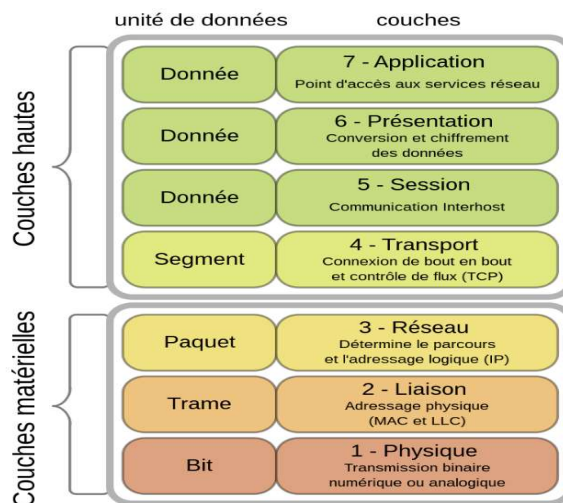 unité de données couches
Couches hautes
Donnée
7 - Application
Point d'accès aux services réseau
Donnée
6 - Présentation
Conversion et chiffrement
des données
Donnée
5 - Session
Communication Interhost
Segment
4 - Transport
Connexion de bout en bout
et contrôle de flux (TCP)
Couches matérielles
Paquet
3 - Réseau
Détermine le parcours
et l'adressage logique (IP)
Trame
2 - Liaison
Adressage physique
(MAC et LLC)
Bit
1 - Physique
Transmission binaire
numérique ou analogique